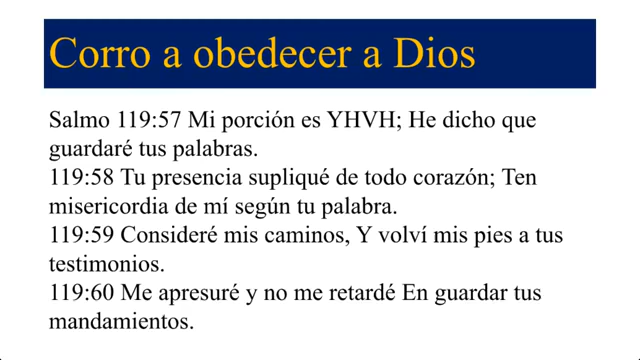 Corro a obedecer a Dios
Salmo 119:57 Mi porción es YHVH; He dicho que
guardaré tus palabras.
119:58 Tu presencia supliqué de todo corazón; Ten
misericordia de mí según tu palabra.
119:59 Consideré mis caminos, Y volví mis pies a tus
testimonios.
119:60 Me apresuré y no me retardé En guardar tus
mandamientos.